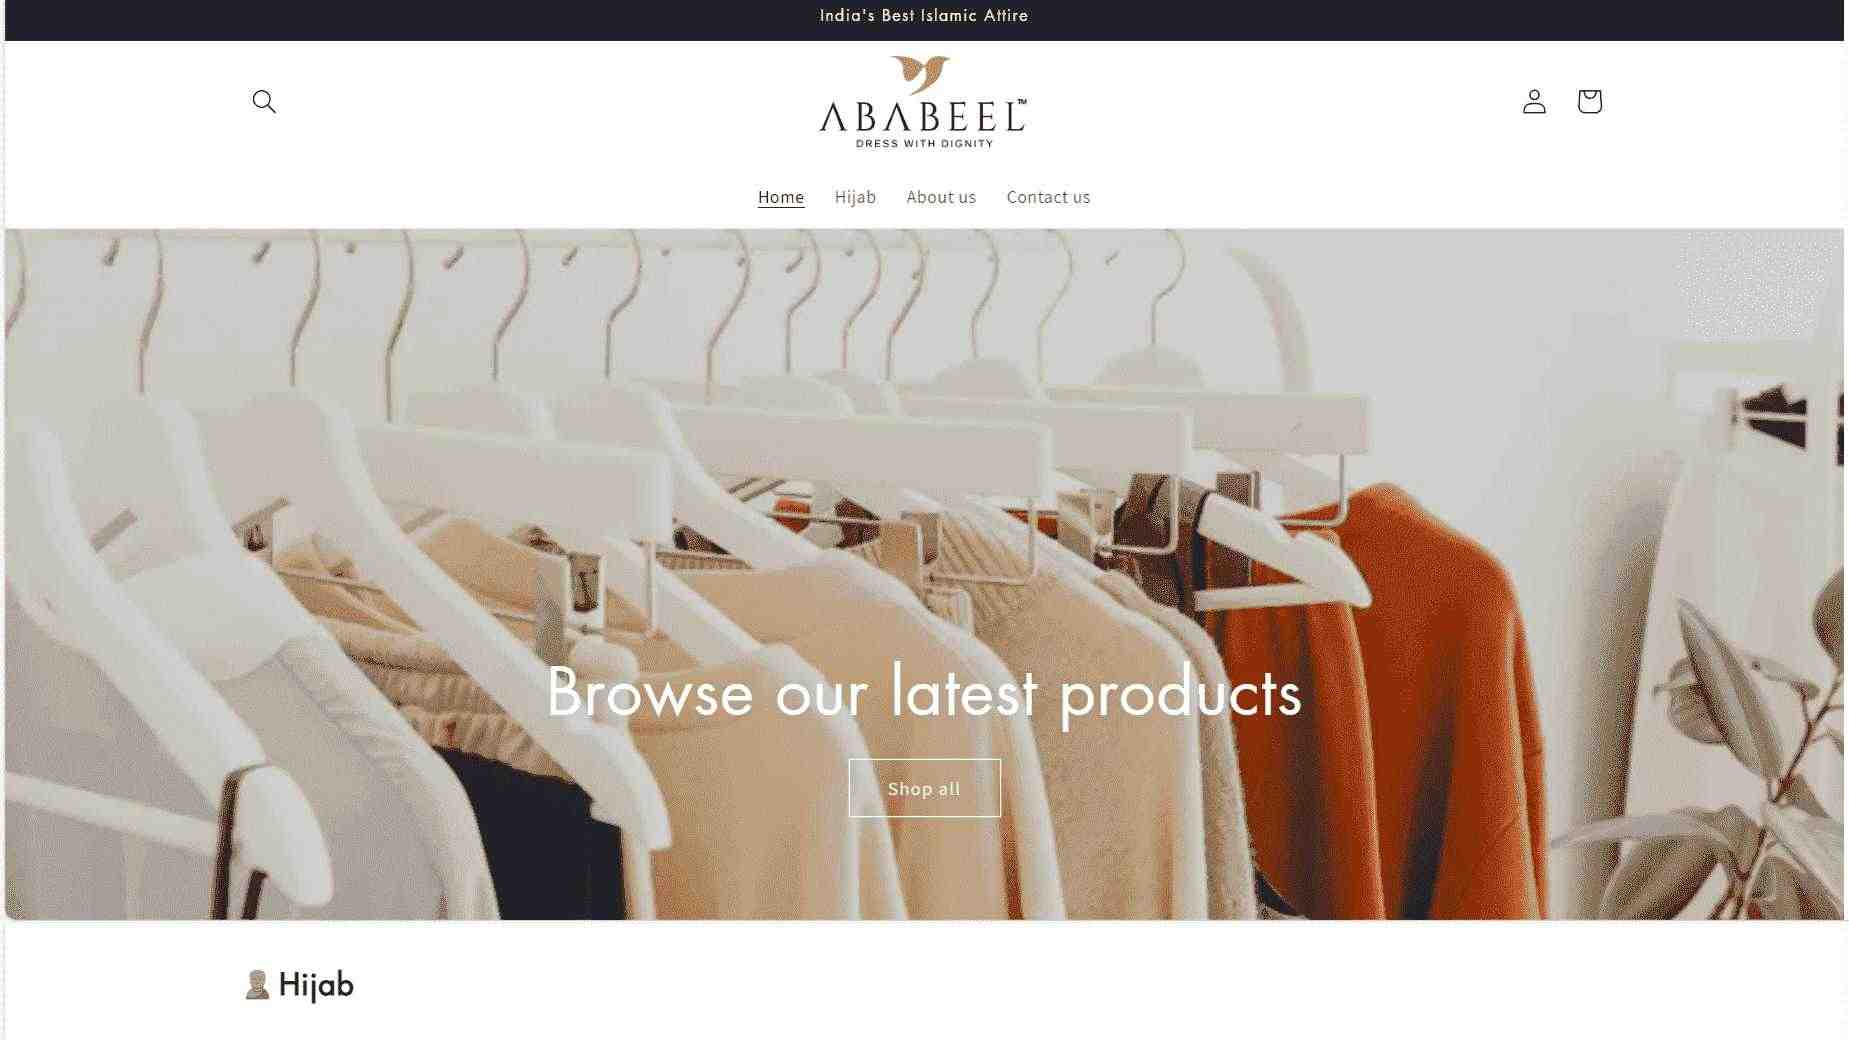 India's Best Islamic Attire
ABABEEL™
DRESS WITH DIGNITY
Home Hijab About us Contact us
Browse our latest products
Shop all
Hijab